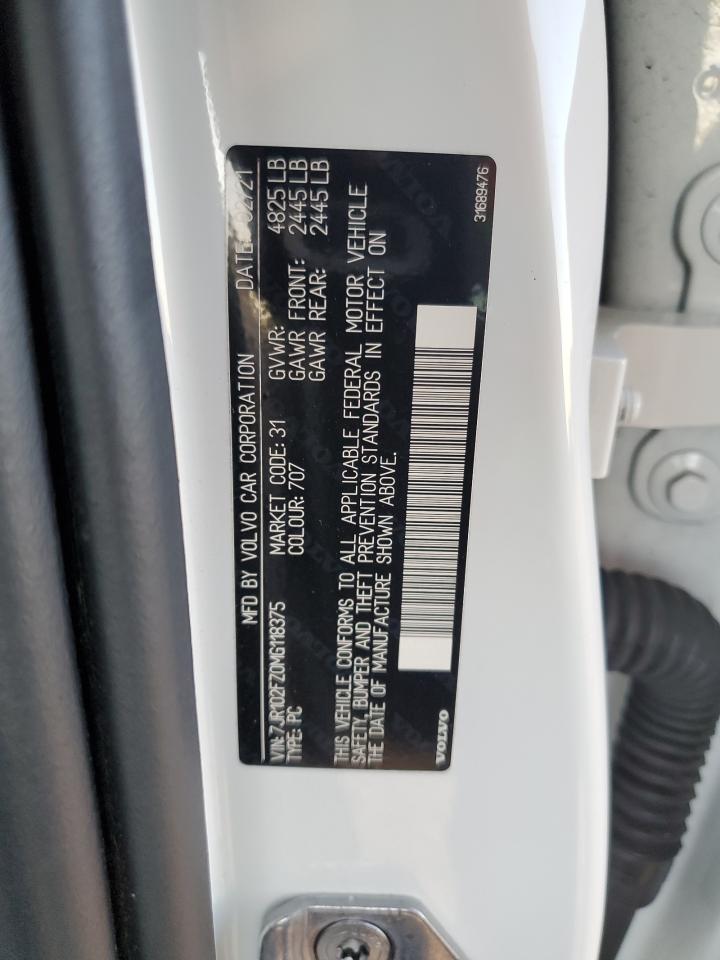 MFD BY VOLVO CAR CORPORATION DATE: 02/21
VIN: 7JR102FZ0MG118375 MARKET CODE: 31 GVWR: 4825 LB
TYPE: PC COLOUR: 707 GAWR FRONT: 2445 LB
GAWR REAR: 2445 LB
THIS VEHICLE CONFORMS TO ALL APPLICABLE FEDERAL MOTOR VEHICLE
SAFETY, BUMPER AND THEFT PREVENTION STANDARDS IN EFFECT ON
THE DATE OF MANUFACTURE SHOWN ABOVE.
VOLVO 31689476